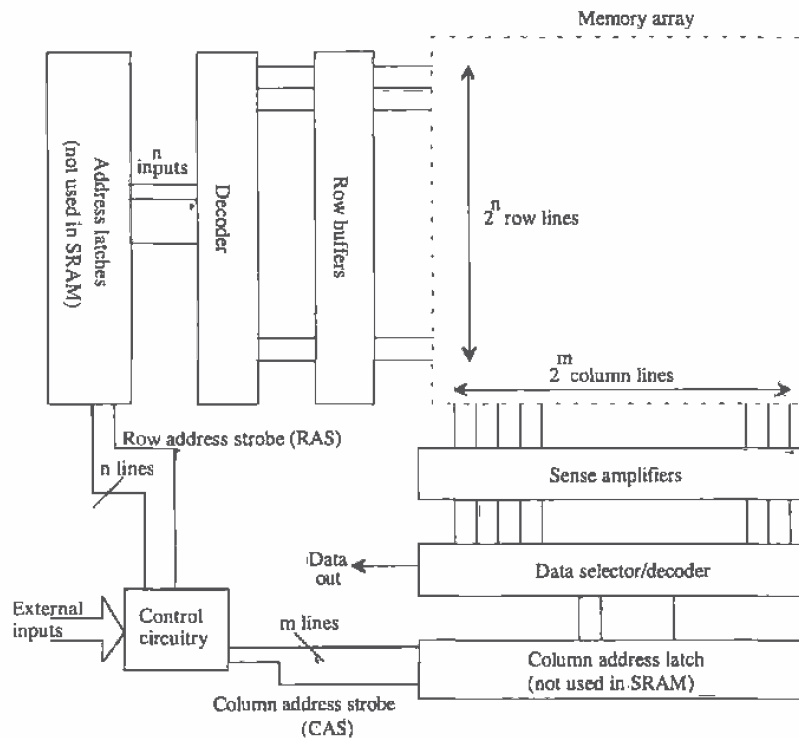 Memory array
Address latches
(not used in SRAM)
n
inputs
Decoder
Row buffers
2ⁿ row lines
2ᵐ column lines
Row address strobe (RAS)
n lines
Sense amplifiers
Data
out
Data selector/decoder
External
inputs
Control
circuitry
m lines
Column address latch
(not used in SRAM)
Column address strobe
(CAS)